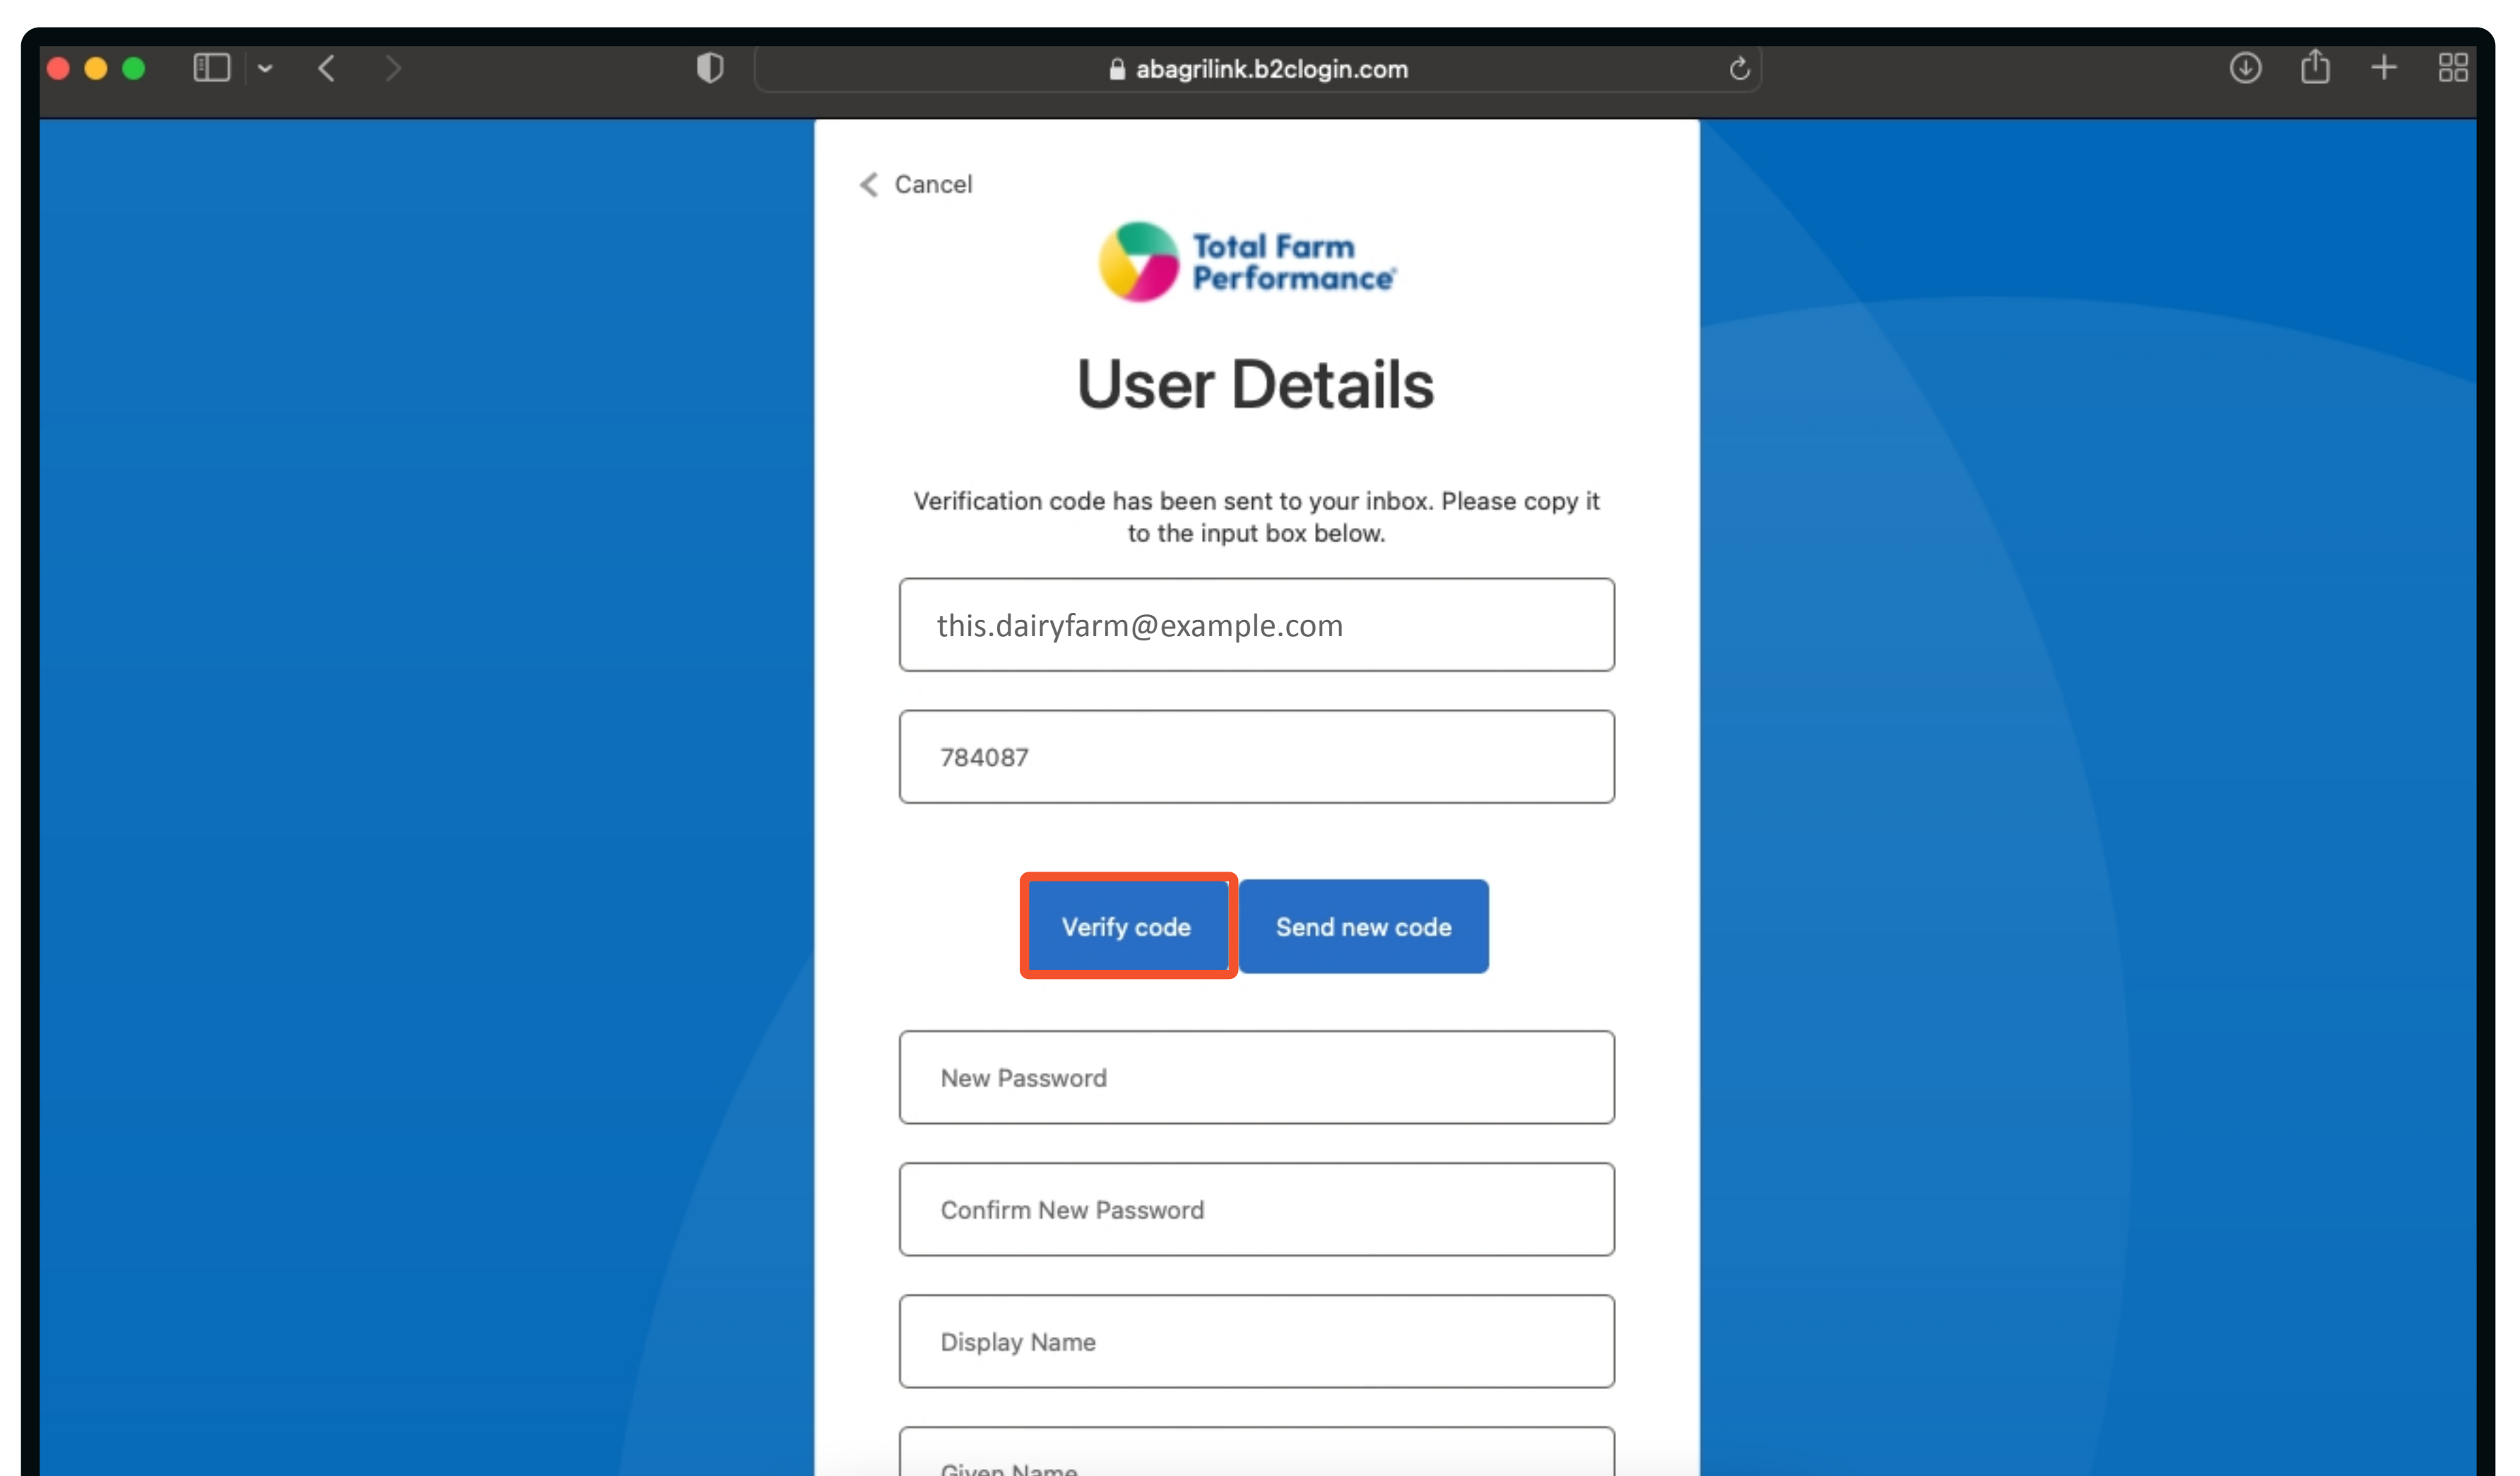 abagrilink.b2clogin.com
Cancel
Total Farm
Performance®
User Details
Verification code has been sent to your inbox. Please copy it
to the input box below.
this.dairyfarm@example.com
784087
Verify code
Send new code
New Password
Confirm New Password
Display Name
Given Name